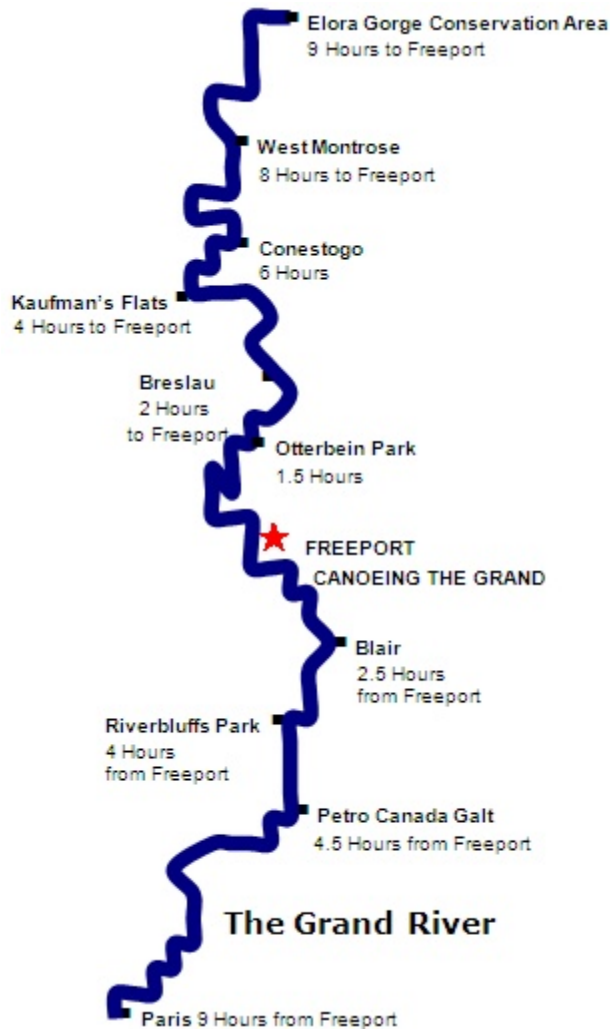 Elora Gorge Conservation Area
9 Hours to Freeport
West Montrose
8 Hours to Freeport
Conestogo
6 Hours
Kaufman's Flats
4 Hours to Freeport
Breslau
2 Hours
to Freeport
Otterbein Park
1.5 Hours
FREEPORT
CANOEING THE GRAND
Blair
2.5 Hours
from Freeport
Riverbluffs Park
4 Hours
from Freeport
Petro Canada Galt
4.5 Hours from Freeport
The Grand River
Paris 9 Hours from Freeport